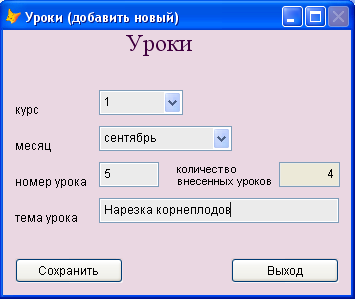 Уроки (добавить новый)
Уроки
курс 1
месяц сентябрь
номер урока 5 количество внесенных уроков 4
тема урока Нарезка корнеплодов
Сохранить Выход